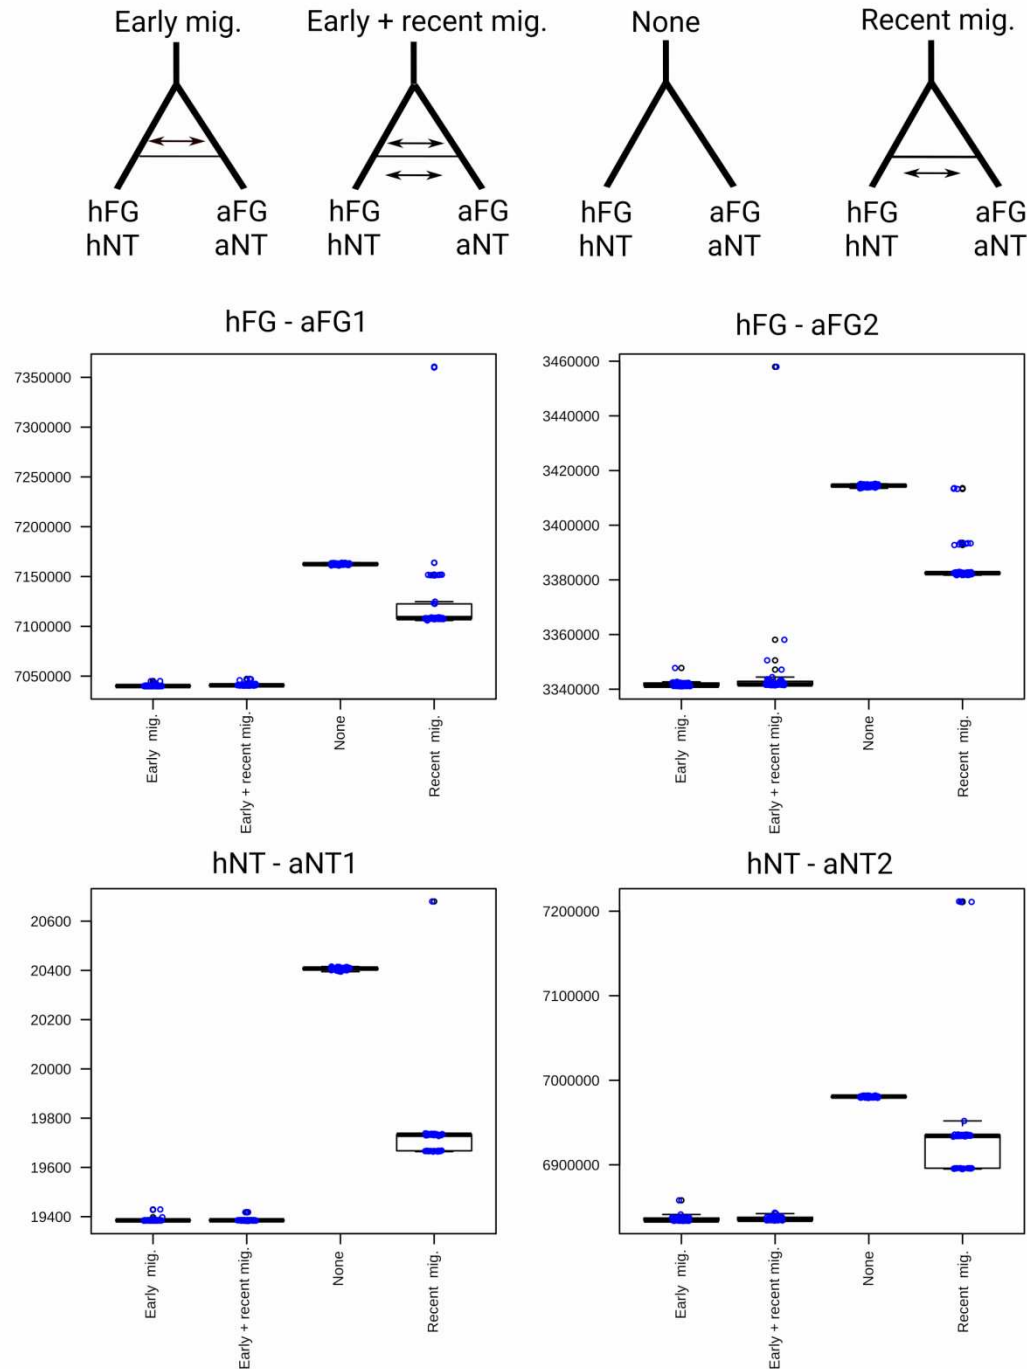 Early mig. Early + recent mig. None Recent mig.
hFG aFG hFG aFG hFG aFG hFG aFG
hNT aNT hNT aNT hNT aNT hNT aNT
hFG - aFG1
7350000
7300000
7250000
7200000
7150000
7100000
7050000
Early mig.
Early + recent mig.
None
Recent mig.
hFG - aFG2
3460000
3440000
3420000
3400000
3380000
3360000
3340000
Early mig.
Early + recent mig.
None
Recent mig.
hNT - aNT1
20600
20400
20200
20000
19800
19600
19400
Early mig.
Early + recent mig.
None
Recent mig.
hNT - aNT2
7200000
7100000
7000000
6900000
Early mig.
Early + recent mig.
None
Recent mig.